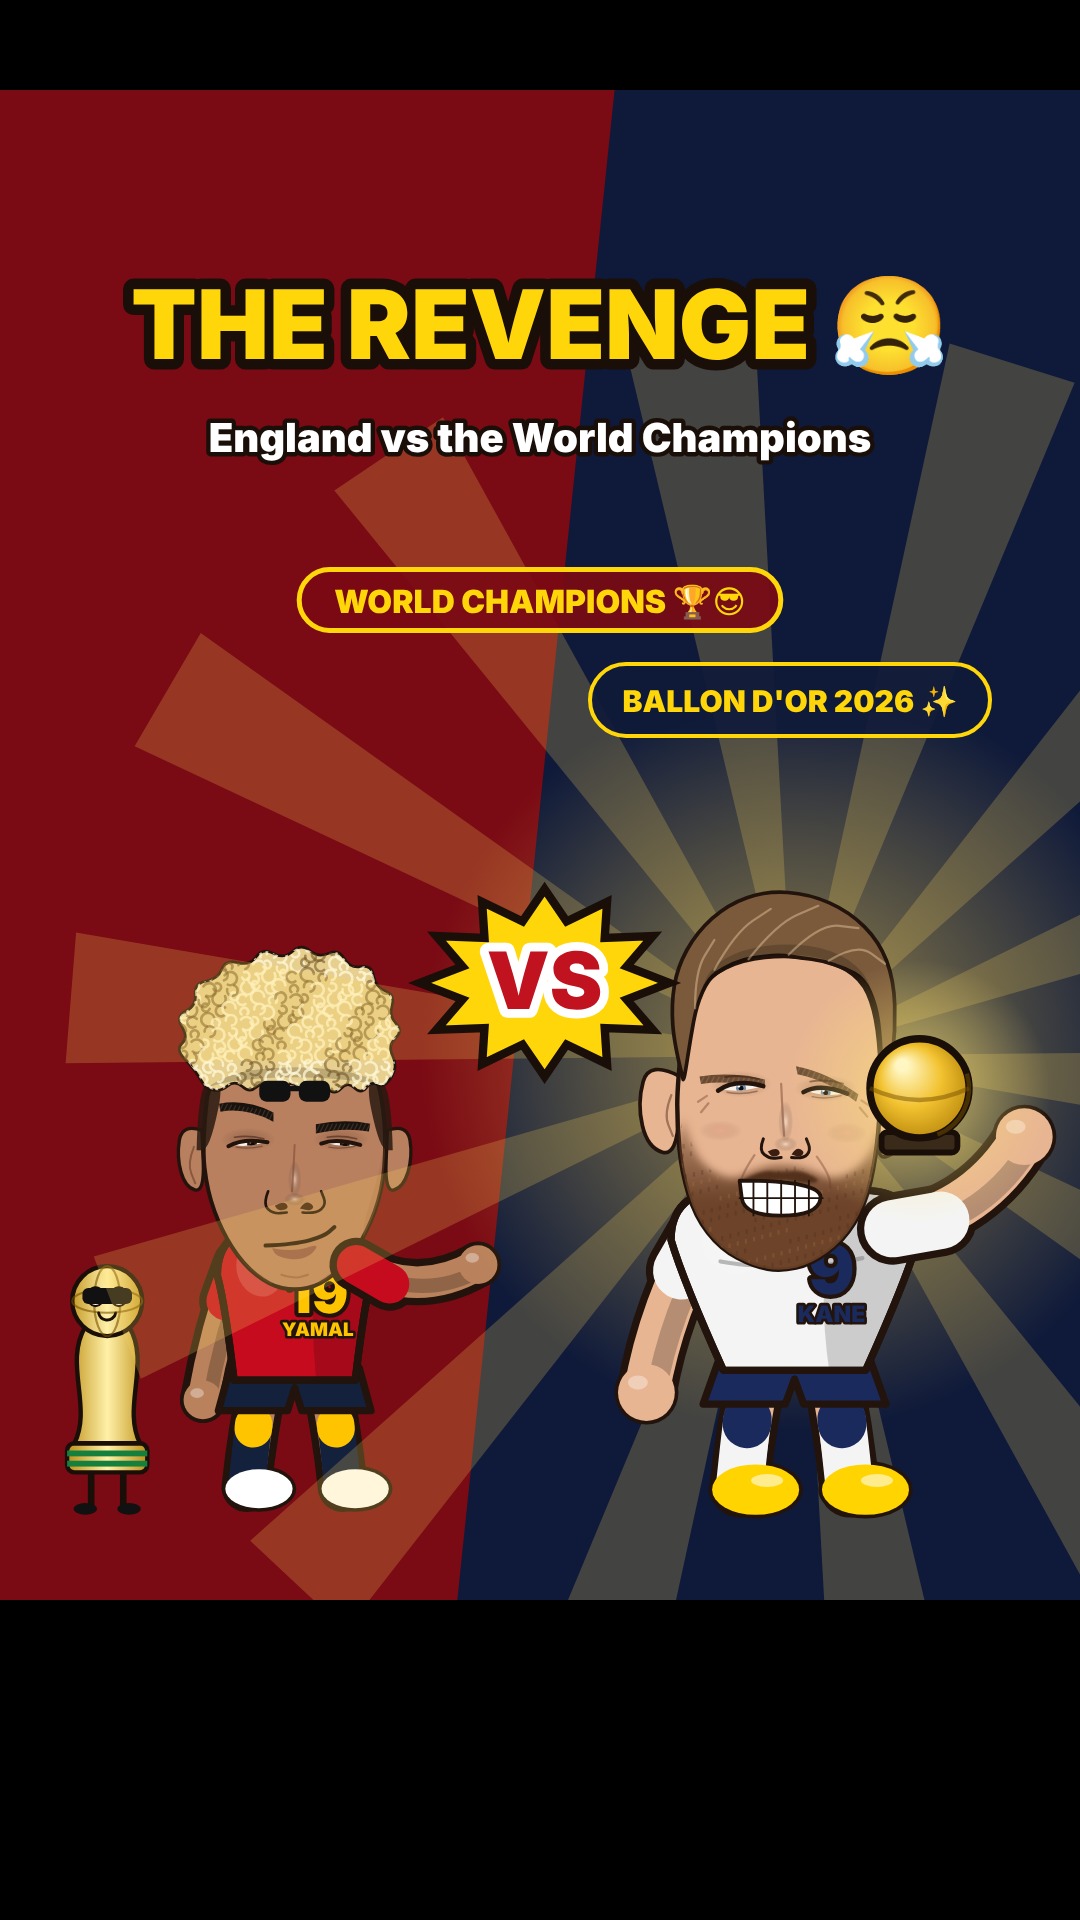 THE REVENGE 😤
England vs the World Champions
WORLD CHAMPIONS 🏆😎
BALLON D'OR 2026 ✨
VS
19
YAMAL
9
KANE